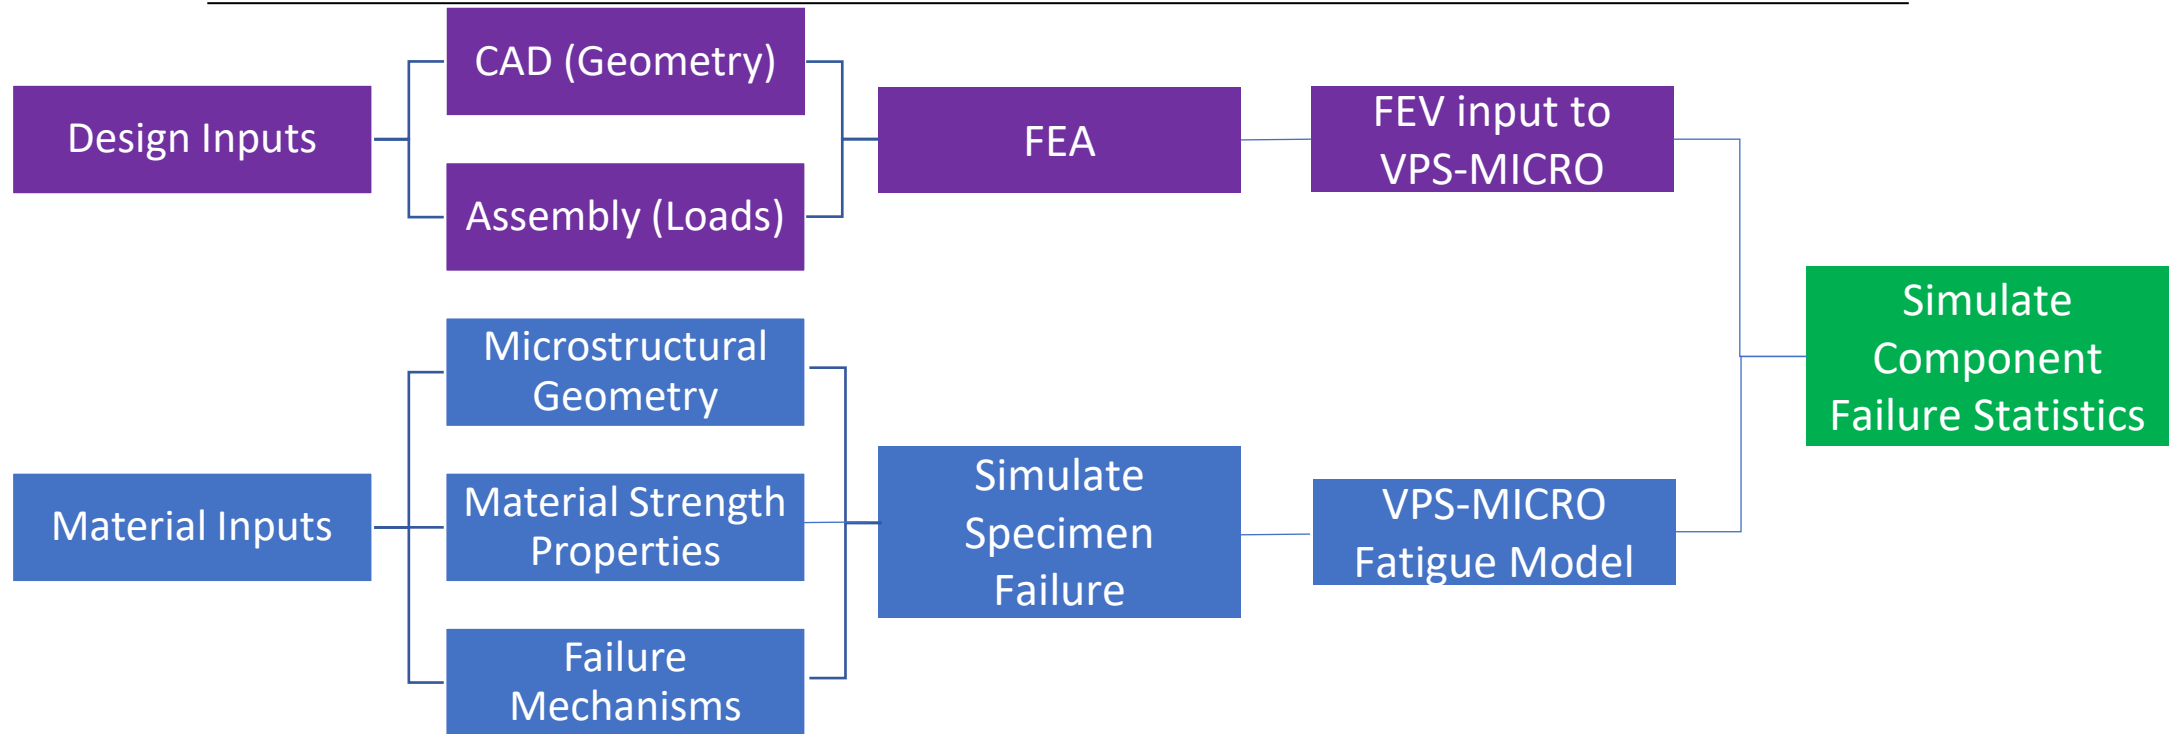 Design Inputs
CAD (Geometry)
Assembly (Loads)
FEA
FEV input to
VPS-MICRO
Material Inputs
Microstructural
Geometry
Material Strength
Properties
Failure
Mechanisms
Simulate
Specimen
Failure
VPS-MICRO
Fatigue Model
Simulate
Component
Failure Statistics